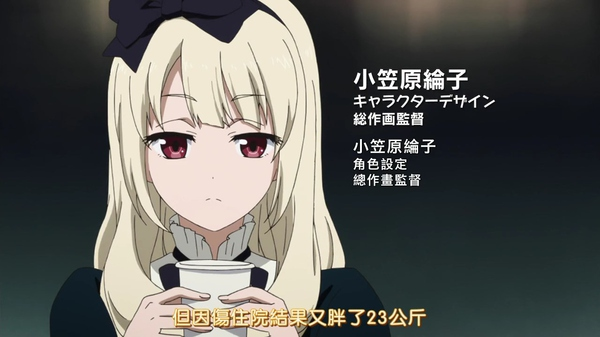 小笠原綸子
キャラクターデザイン
総作画監督
小笠原綸子
角色設定
總作畫監督
但因傷住院結果又胖了23公斤